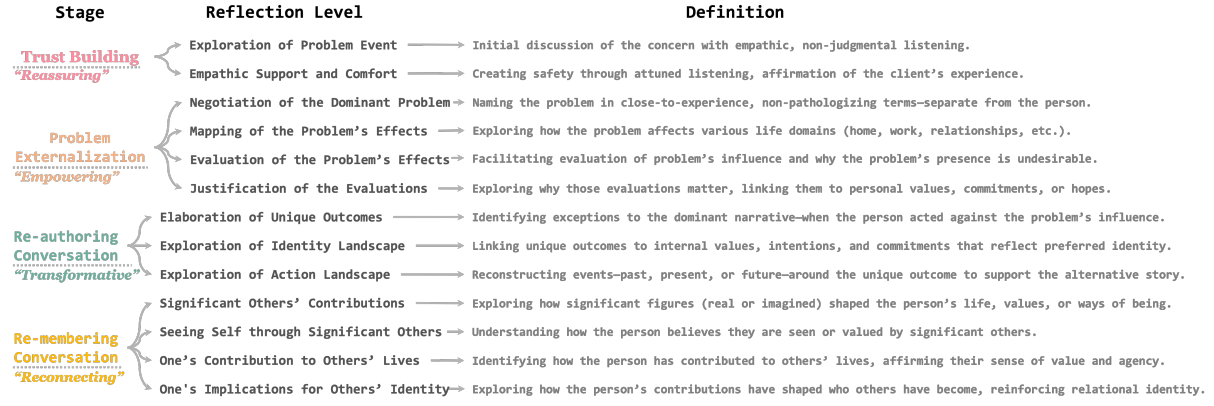 Stage Reflection Level Definition
Trust Building
“Reassuring”
Exploration of Problem Event Initial discussion of the concern with empathic, non-judgmental listening.
Empathic Support and Comfort Creating safety through attuned listening, affirmation of the client’s experience.
Problem
Externalization
“Empowering”
Negotiation of the Dominant Problem Naming the problem in close-to-experience, non-pathologizing terms—separate from the person.
Mapping of the Problem’s Effects Exploring how the problem affects various life domains (home, work, relationships, etc.).
Evaluation of the Problem’s Effects Facilitating evaluation of problem’s influence and why the problem’s presence is undesirable.
Justification of the Evaluations Exploring why those evaluations matter, linking them to personal values, commitments, or hopes.
Re-authoring
Conversation
“Transformative”
Elaboration of Unique Outcomes Identifying exceptions to the dominant narrative—when the person acted against the problem’s influence.
Exploration of Identity Landscape Linking unique outcomes to internal values, intentions, and commitments that reflect preferred identity.
Exploration of Action Landscape Reconstructing events—past, present, or future—around the unique outcome to support the alternative story.
Re-membering
Conversation
“Reconnecting”
Significant Others’ Contributions Exploring how significant figures (real or imagined) shaped the person’s life, values, or ways of being.
Seeing Self through Significant Others Understanding how the person believes they are seen or valued by significant others.
One’s Contribution to Others’ Lives Identifying how the person has contributed to others’ lives, affirming their sense of value and agency.
One's Implications for Others’ Identity Exploring how the person’s contributions have shaped who others have become, reinforcing relational identity.